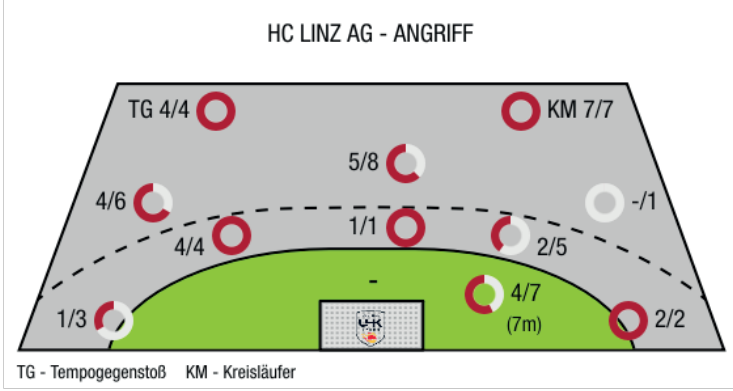 HC LINZ AG - ANGRIFF
TG 4/4
KM 7/7
5/8
4/6
-/1
4/4
1/1
2/5
-
4/7
(7m)
1/3
2/2
TG - Tempogegenstoß KM - Kreisläufer